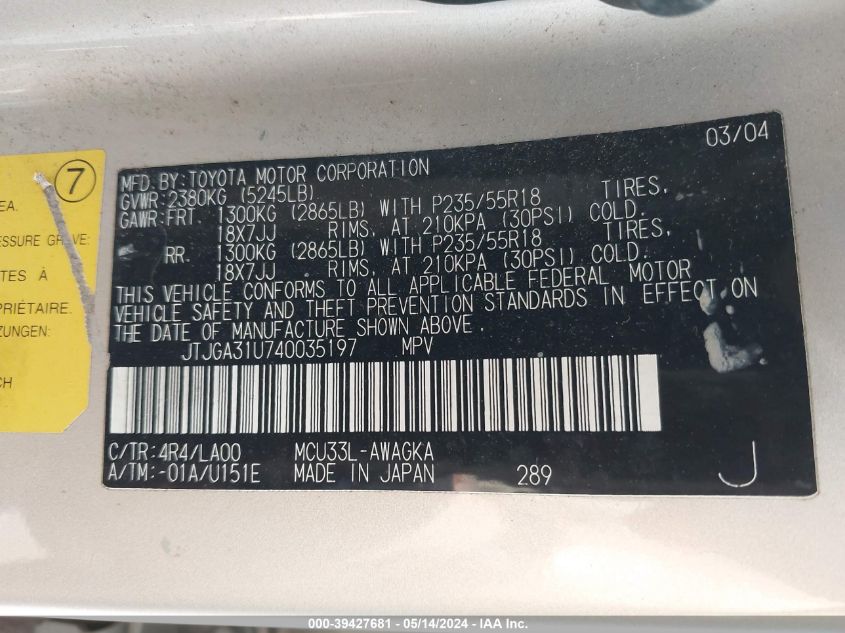 03/04
MFD.BY:TOYOTA MOTOR CORPORATION
GVWR:2380KG (5245LB)
GAWR:FRT. 1300KG (2865LB) WITH P235/55R18 TIRES,
18X7JJ RIMS, AT 210KPA (30PSI) COLD.
RR. 1300KG (2865LB) WITH P235/55R18 TIRES,
18X7JJ RIMS, AT 210KPA (30PSI) COLD.
THIS VEHICLE CONFORMS TO ALL APPLICABLE FEDERAL MOTOR
VEHICLE SAFETY AND THEFT PREVENTION STANDARDS IN EFFECT ON
THE DATE OF MANUFACTURE SHOWN ABOVE.
JTJGA31U740035197 MPV
C/TR:4R4/LA00 MCU33L-AWAGKA
A/TM:-01A/U151E MADE IN JAPAN 289 J
7
EA.
ESSURE GR VE:
TES À
PRIÉTAIRE.
ZUNGEN:
CH
000-39427681 / 05/14/2024 - IAA Inc.